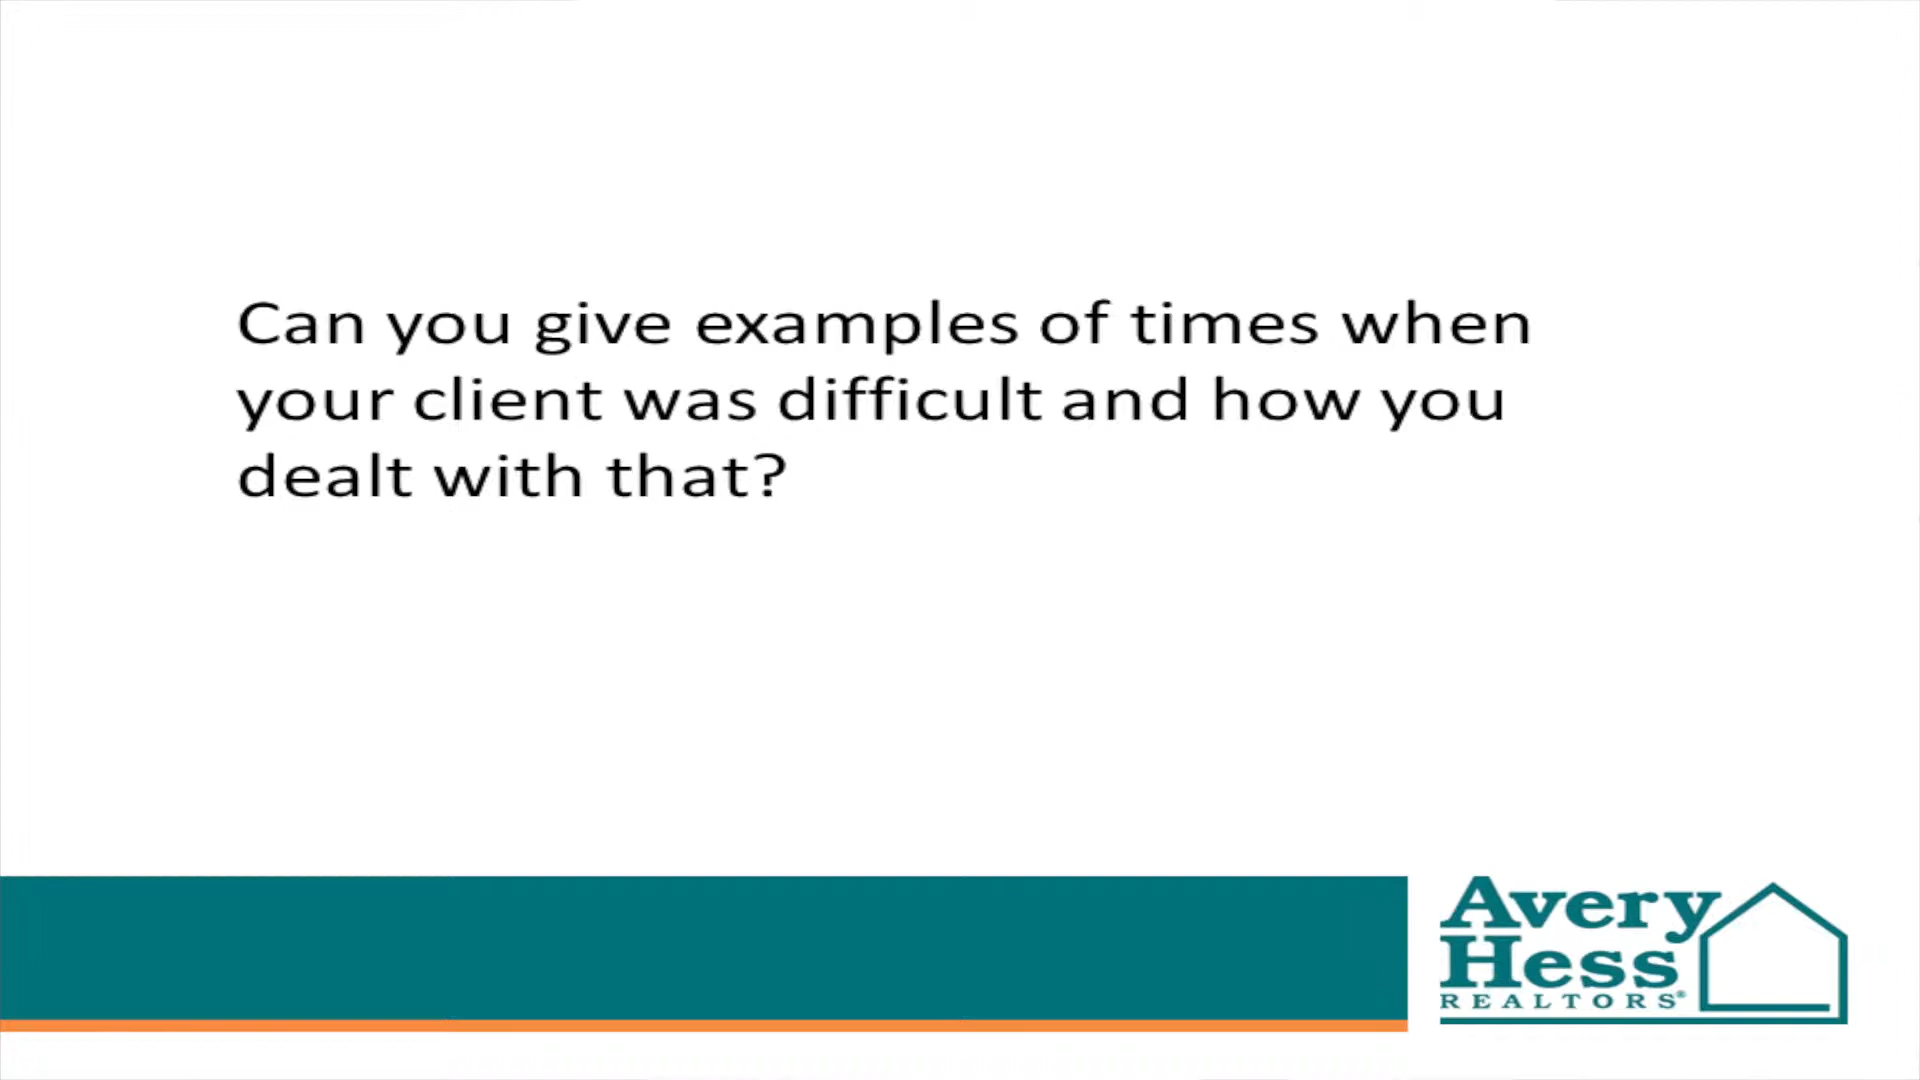 Can you give examples of times when
your client was difficult and how you
dealt with that?
Avery
Hess
REALTORS®